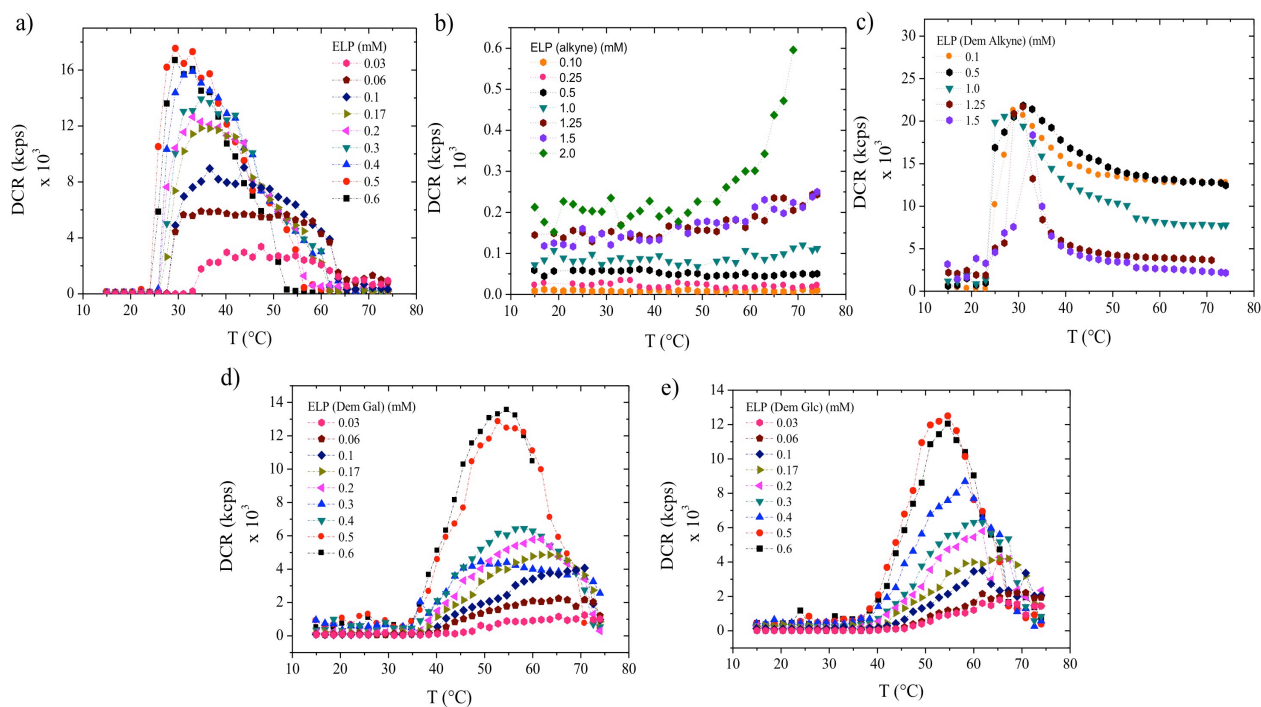 a)
DCR (kcps)
x 10³
16
12
8
4
0
10 20 30 40 50 60 70 80
T (°C)
ELP (mM)
0.03
0.06
0.1
0.17
0.2
0.3
0.4
0.5
0.6
b)
DCR (kcps)
x 10³
0.6
0.5
0.4
0.3
0.2
0.1
0.0
10 20 30 40 50 60 70 80
T (°C)
ELP (alkyne) (mM)
0.10
0.25
0.5
1.0
1.25
1.5
2.0
c)
DCR (kcps)
x 10³
30
25
20
15
10
5
0
10 20 30 40 50 60 70 80
T (°C)
ELP (Dem Alkyne) (mM)
0.1
0.5
1.0
1.25
1.5
d)
DCR (kcps)
x 10³
14
12
10
8
6
4
2
0
10 20 30 40 50 60 70 80
T (°C)
ELP (Dem Gal) (mM)
0.03
0.06
0.1
0.17
0.2
0.3
0.4
0.5
0.6
e)
DCR (kcps)
x 10³
14
12
10
8
6
4
2
0
10 20 30 40 50 60 70 80
T (°C)
ELP (Dem Glc) (mM)
0.03
0.06
0.1
0.17
0.2
0.3
0.4
0.5
0.6